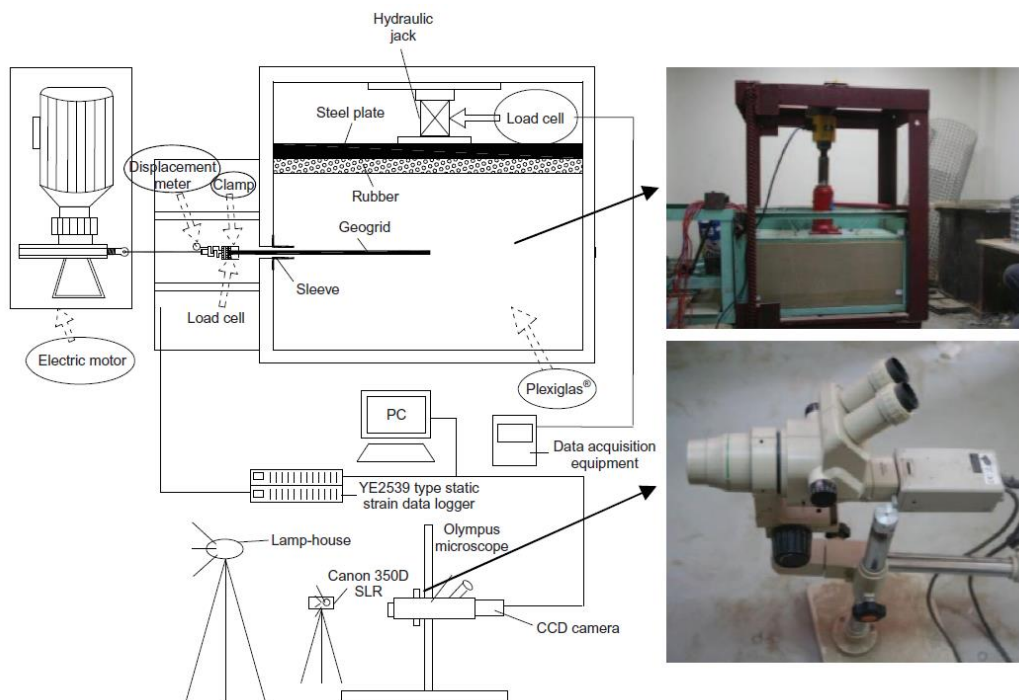 Hydraulic
jack
Steel plate
Load cell
Displacement
meter
Clamp
Rubber
Geogrid
Sleeve
Load cell
Electric motor
Plexiglas®
PC
Data acquisition
equipment
YE2539 type static
strain data logger
Lamp-house
Olympus
microscope
Canon 350D
SLR
CCD camera